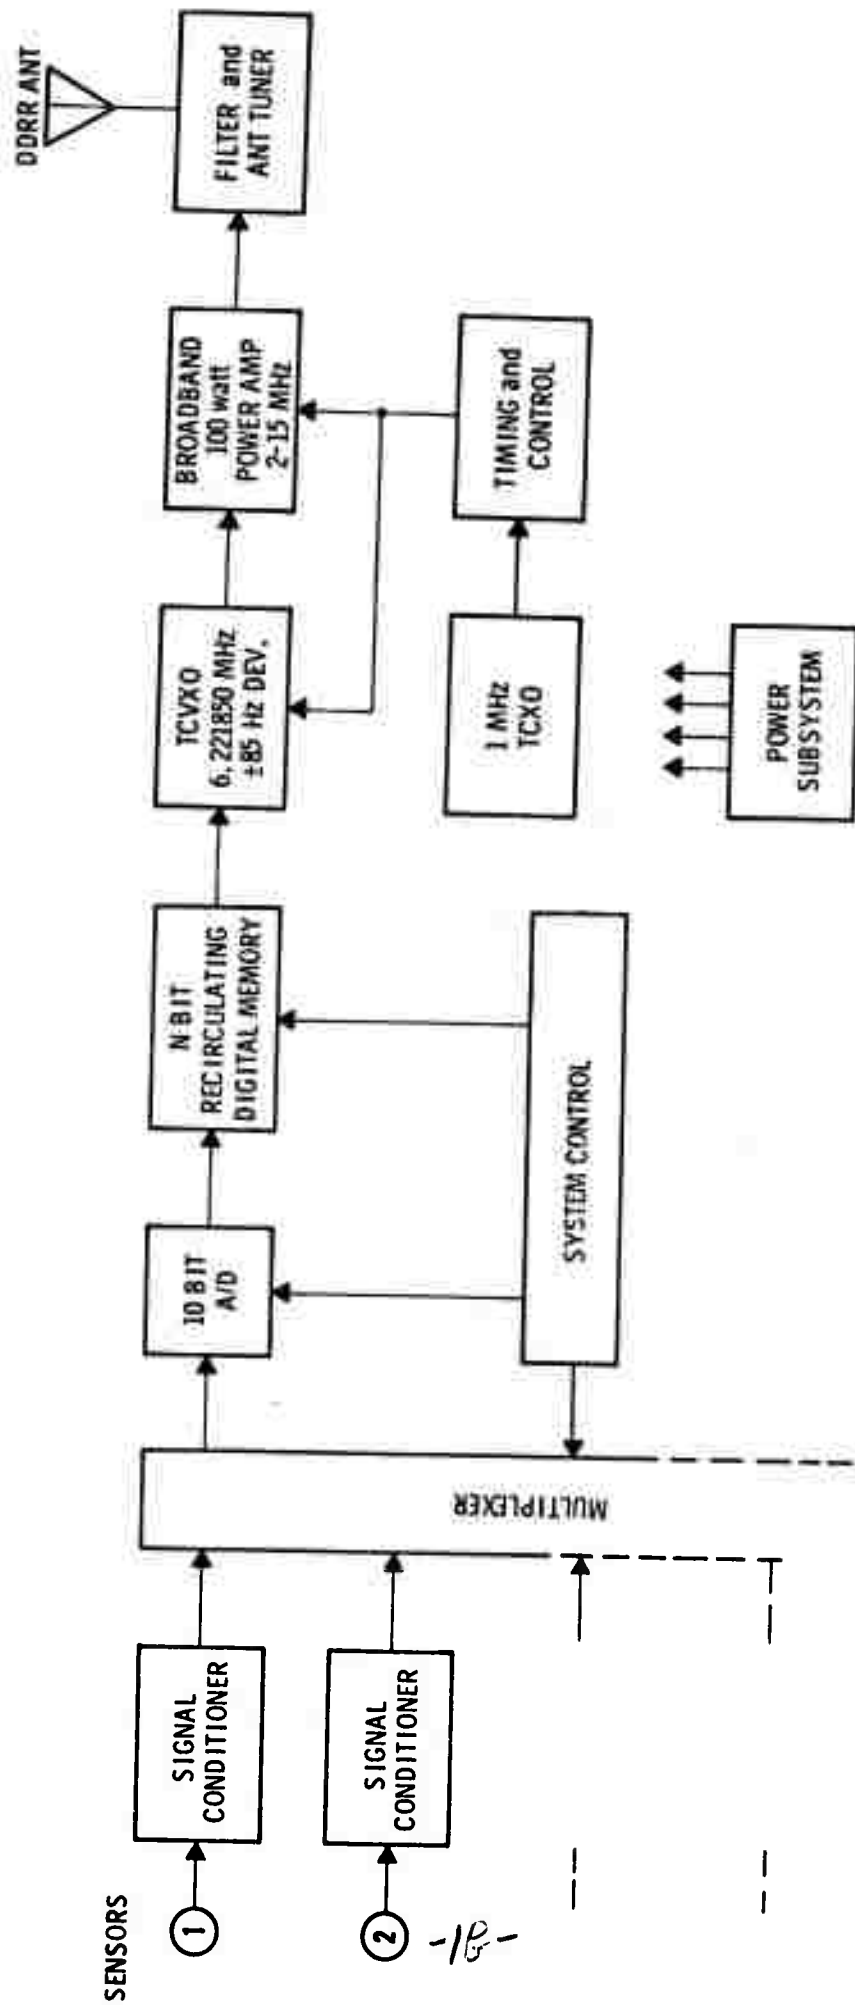 SENSORS
1
SIGNAL
CONDITIONER
2
SIGNAL
CONDITIONER
MULTIPLEXER
10 BIT
A/D
N BIT
RECIRCULATING
DIGITAL MEMORY
SYSTEM CONTROL
TCVXO
6.221850 MHz
±85 Hz DEV.
BROADBAND
100 watt
POWER AMP
2-15 MHz
FILTER and
ANT TUNER
DDRR ANT
1 MHz
TCXO
TIMING and
CONTROL
POWER
SUBSYSTEM